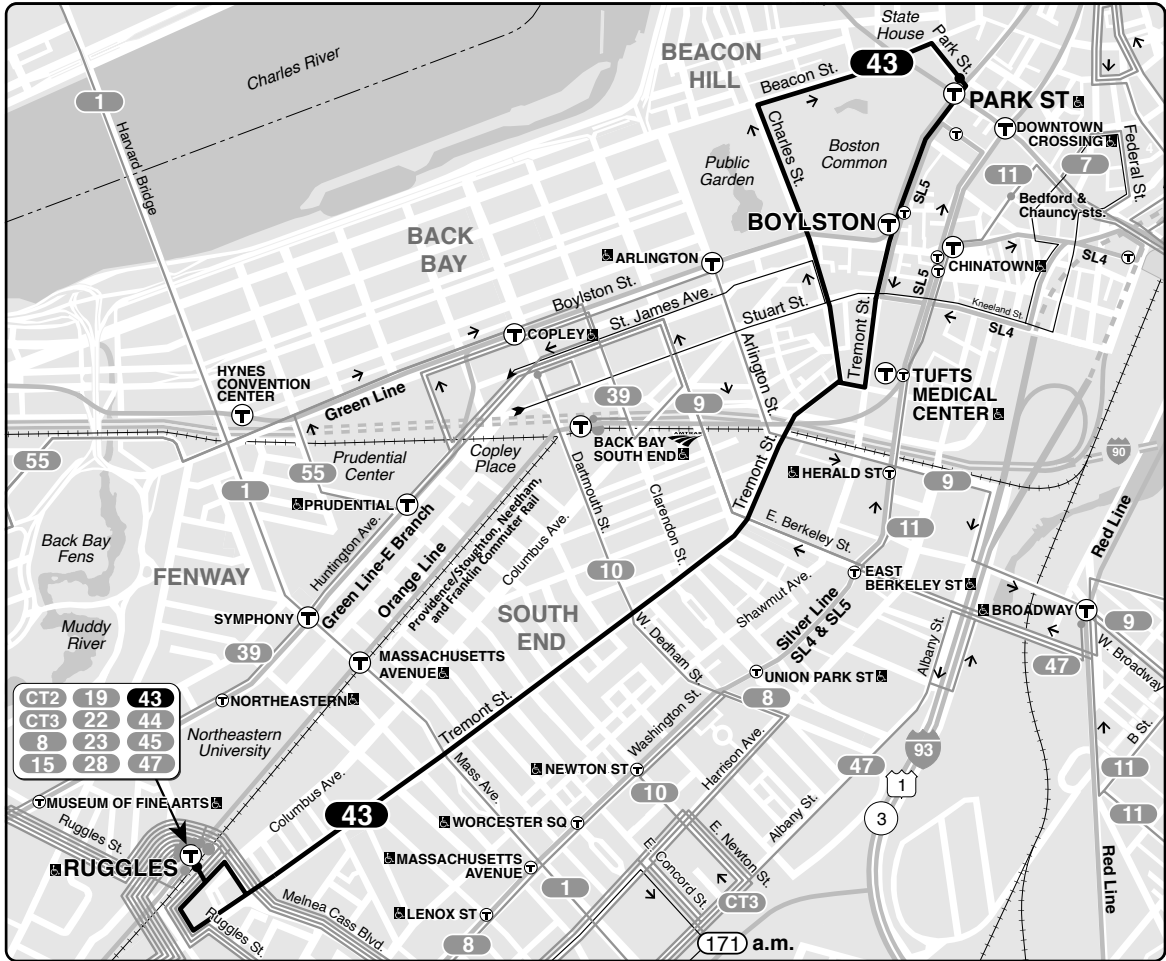 State
House
Park St.
BEACON
HILL
43
Beacon St.
Charles River
1
PARK ST
T
Harvard Bridge
Charles St.
Boston
Common
Public
Garden
DOWNTOWN
CROSSING
Federal St.
7
11
Bedford &
Chauncy sts.
SL5
BOYLSTON
BACK
BAY
ARLINGTON
CHINATOWN
SL4
SL5
Boylston St.
St. James Ave.
Stuart St.
Kneeland St.
SL4
COPLEY
Tremont St.
Arlington St.
HYNES
CONVENTION
CENTER
Green Line
39
9
TUFTS
MEDICAL
CENTER
AMTRAK
BACK BAY
SOUTH END
Copley
Place
Prudential
Center
55
55
90
1
PRUDENTIAL
HERALD ST
9
Tremont St.
Dartmouth St.
Clarendon St.
Huntington Ave.
Green Line-E Branch
Orange Line
Providence/Stoughton, Needham,
and Franklin Commuter Rail
Columbus Ave.
E. Berkeley St.
11
Red Line
Back Bay
Fens
FENWAY
10
EAST
BERKELEY ST
Shawmut Ave.
SOUTH
END
Silver Line
SL4 & SL5
BROADWAY
9
W. Broadway
47
Albany St.
Muddy
River
SYMPHONY
39
W. Dedham St.
MASSACHUSETTS
AVENUE
UNION PARK ST
8
Tremont St.
Washington St.
Harrison Ave.
CT2 19 43
CT3 22 44
8 23 45
15 28 47
NORTHEASTERN
Northeastern
University
B St.
93
1
3
47
11
11
NEWTON ST
10
Mass Ave.
Columbus Ave.
MUSEUM OF FINE ARTS
Ruggles St.
43
WORCESTER SQ
Albany St.
E. Newton St.
E. Concord St.
RUGGLES
MASSACHUSETTS
AVENUE
1
CT3
Red Line
Melnea Cass Blvd.
Ruggles St.
LENOX ST
8
171 a.m.